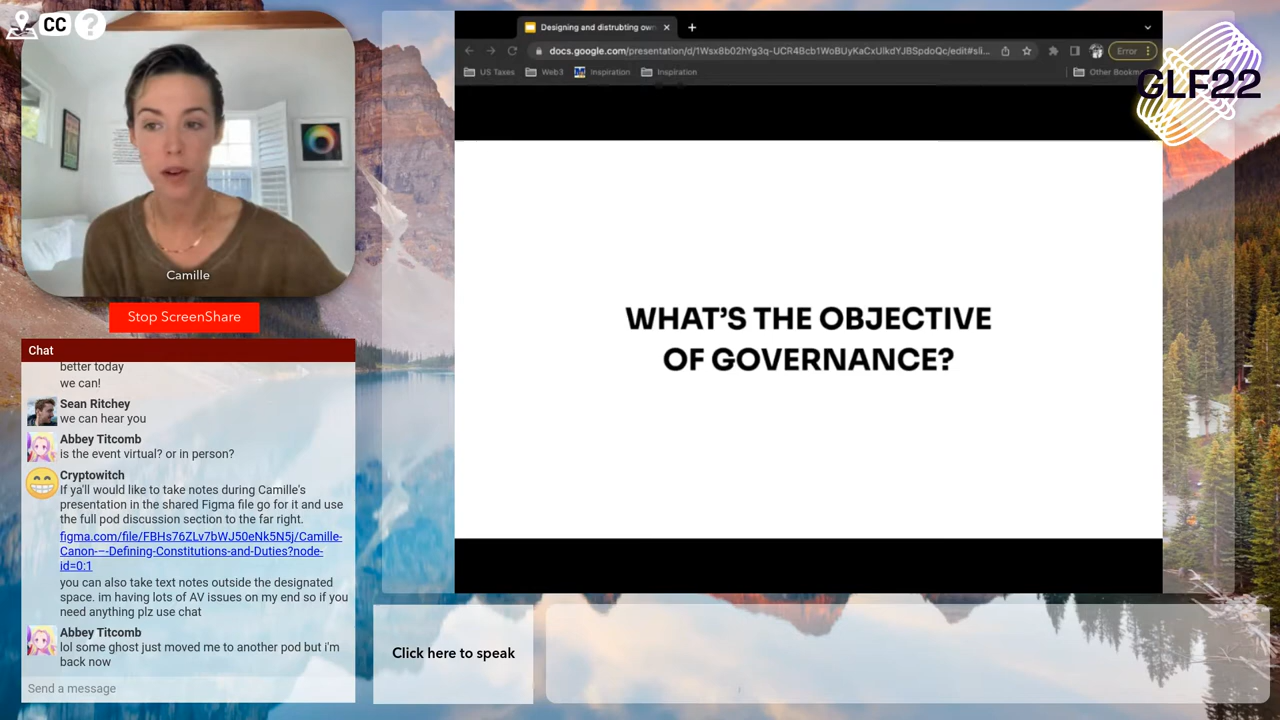 CC
?
Camille
Stop ScreenShare
Chat
better today
we can!
Sean Ritchey
we can hear you
Abbey Titcomb
is the event virtual? or in person?
Cryptowitch
If ya'll would like to take notes during Camille's
presentation in the shared Figma file go for it and use
the full pod discussion section to the far right.
figma.com/file/FBHs76ZLv7bWJ50eNk5N5j/Camille-
Canon-–-Defining-Constitutions-and-Duties?node-
id=0:1
you can also take text notes outside the designated
space. im having lots of AV issues on my end so if you
need anything plz use chat
Abbey Titcomb
lol some ghost just moved me to another pod but i'm
back now
Send a message
Designing and distrubting own
docs.google.com/presentation/d/1Wsx8b02hYg3q-UCR48cb1WoBUyKaCxUlkdYJ8SpdoQc/edit#sli...
Error
US Taxes
Web3
Inspiration
Inspiration
Other Bookm
GLF22
WHAT'S THE OBJECTIVE
OF GOVERNANCE?
Click here to speak